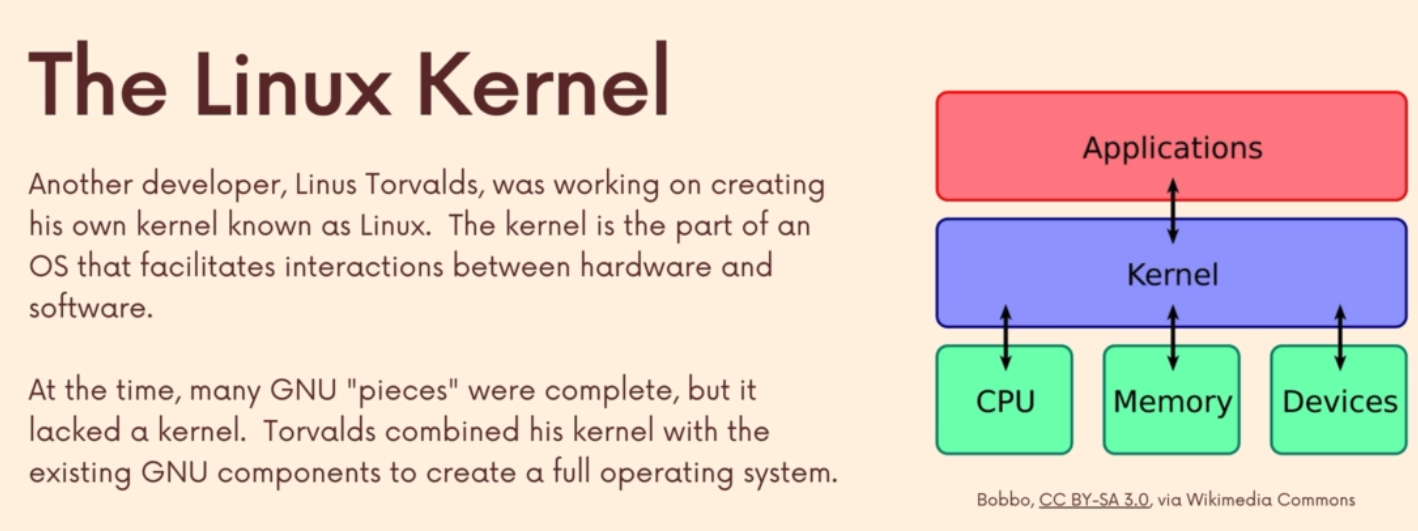 The Linux Kernel
Another developer, Linus Torvalds, was working on creating
his own kernel known as Linux.  The kernel is the part of an
OS that facilitates interactions between hardware and
software.
At the time, many GNU "pieces" were complete, but it
lacked a kernel.  Torvalds combined his kernel with the
existing GNU components to create a full operating system.
Applications
Kernel
CPU
Memory
Devices
Bobbo, CC BY-SA 3.0, via Wikimedia Commons